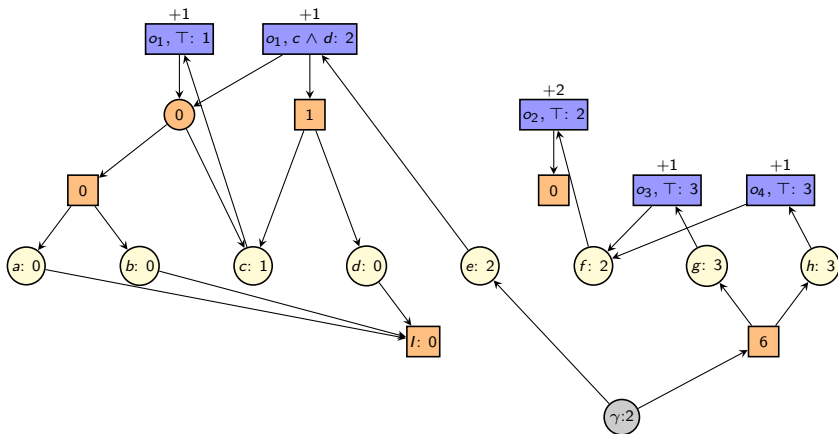 +1 +1
o₁, ⊤: 1 o₁, c ∧ d: 2
+2
0 1 o₂, ⊤: 2
+1 +1
0 0 o₃, ⊤: 3 o₄, ⊤: 3
a: 0 b: 0 c: 1 d: 0 e: 2 f: 2 g: 3 h: 3
I: 0 6
γ:2